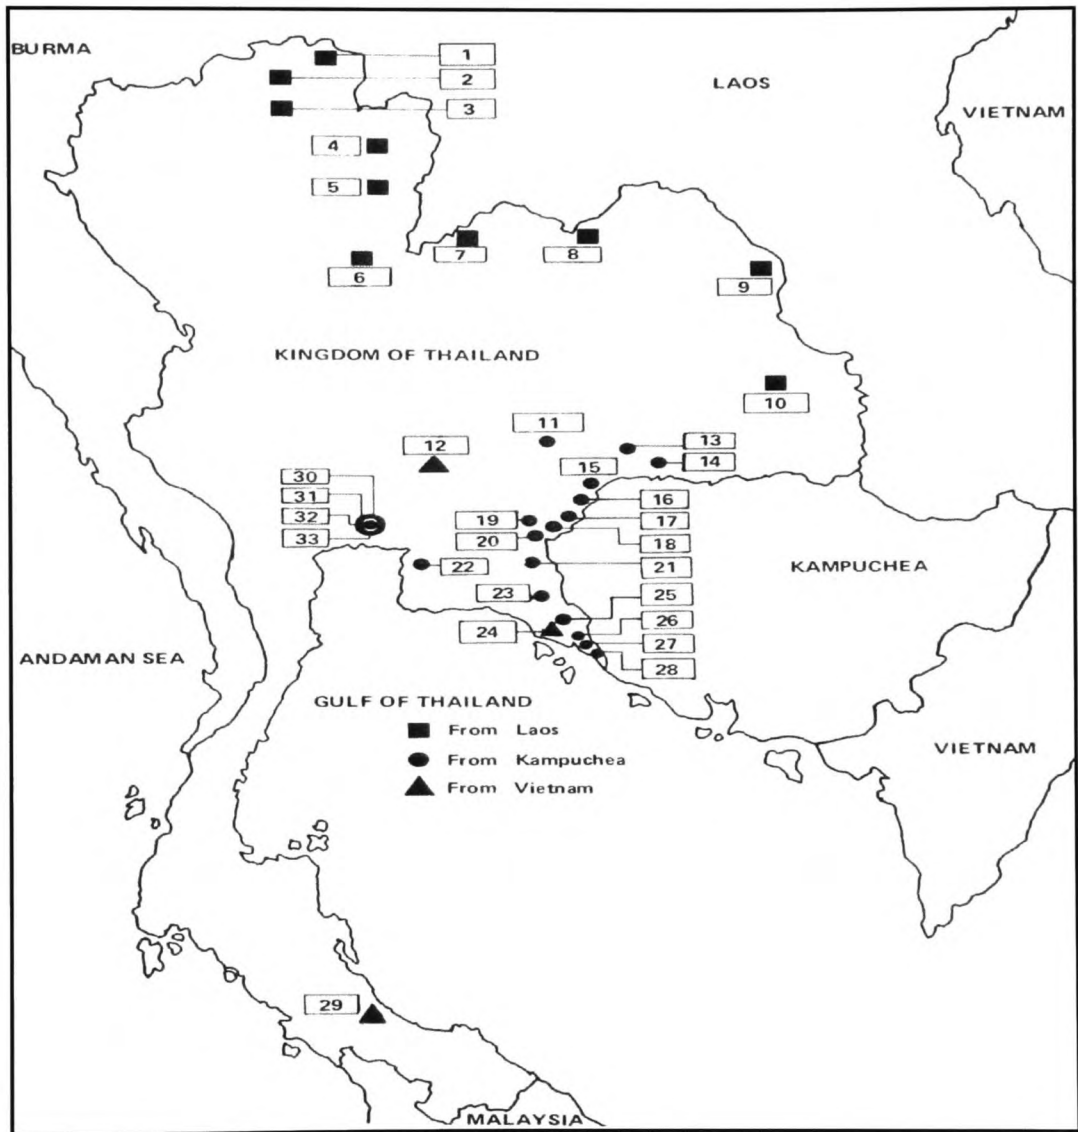 BURMA
1
LAOS
2
3
VIETNAM
4
5
7
8
6
9
KINGDOM OF THAILAND
10
11
12
13
14
15
30
31
32
33
16
19
17
20
18
22
21
KAMPUCHEA
23
25
24
26
27
28
ANDAMAN SEA
GULF OF THAILAND
From Laos
From Kampuchea
From Vietnam
VIETNAM
29
MALAYSIA